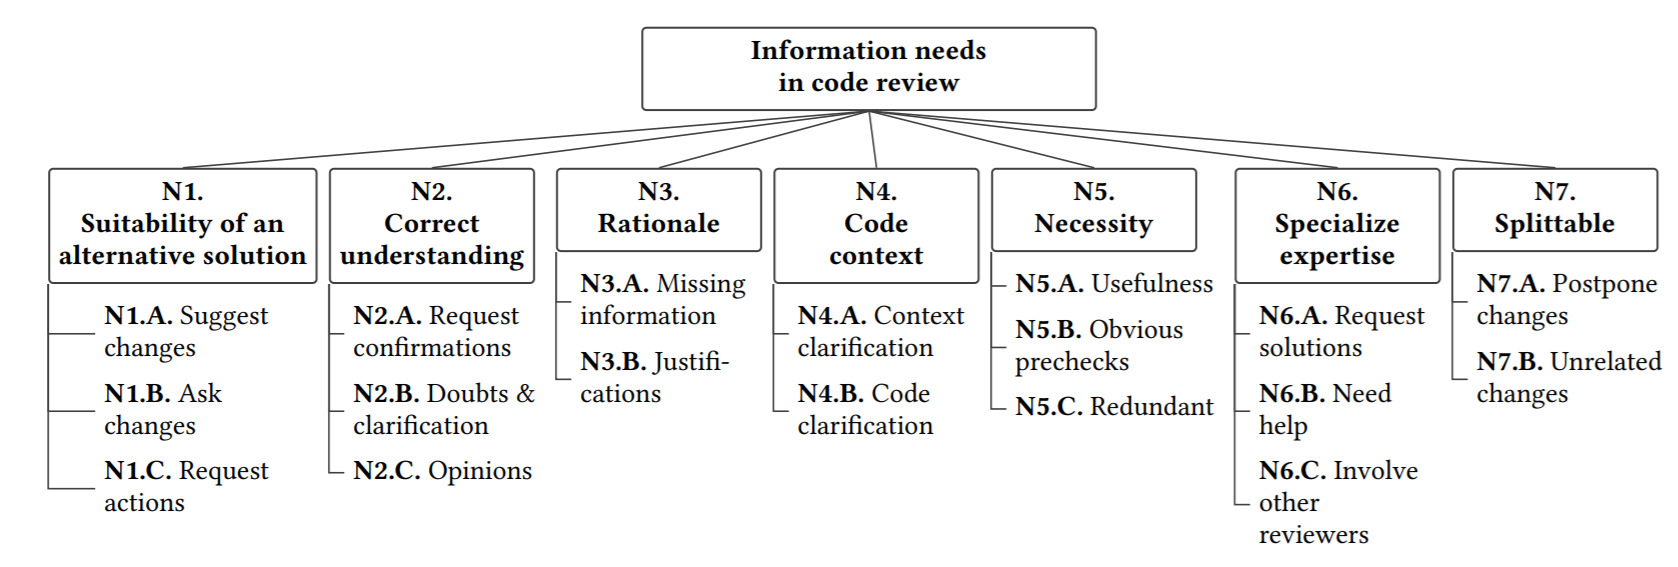 Information needs
in code review
N1.
Suitability of an
alternative solution
N1.A. Suggest
changes
N1.B. Ask
changes
N1.C. Request
actions
N2.
Correct
understanding
N2.A. Request
confirmations
N2.B. Doubts &
clarification
N2.C. Opinions
N3.
Rationale
N3.A. Missing
information
N3.B. Justifi-
cations
N4.
Code
context
N4.A. Context
clarification
N4.B. Code
clarification
N5.
Necessity
N5.A. Usefulness
N5.B. Obvious
prechecks
N5.C. Redundant
N6.
Specialize
expertise
N6.A. Request
solutions
N6.B. Need
help
N6.C. Involve
other
reviewers
N7.
Splittable
N7.A. Postpone
changes
N7.B. Unrelated
changes